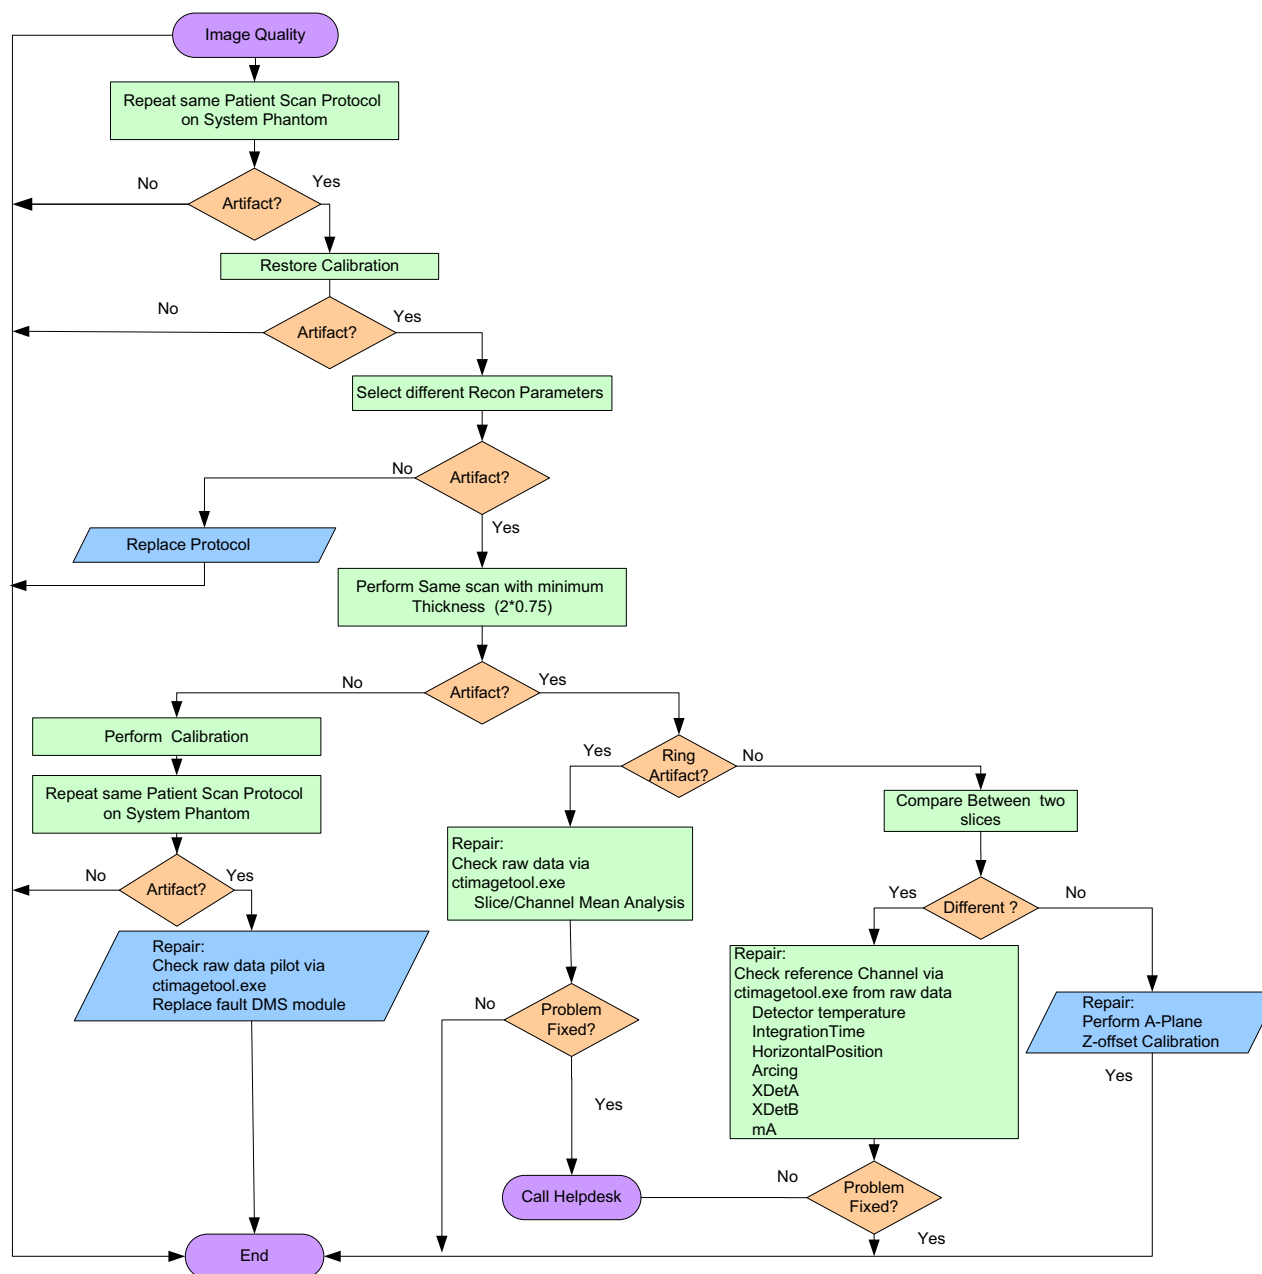 Image Quality
Repeat same Patient Scan Protocol
on System Phantom
No
Yes
Artifact?
Restore Calibration
No
Yes
Artifact?
Select different Recon Parameters
No
Artifact?
Yes
Replace Protocol
Perform Same scan with minimum
Thickness (2*0.75)
No
Artifact?
Yes
Perform Calibration
Repeat same Patient Scan Protocol
on System Phantom
No
Artifact?
Yes
Repair:
Check raw data pilot via
ctimagetool.exe
Replace fault DMS module
Yes
Ring
Artifact?
No
Repair:
Check raw data via
ctimagetool.exe
Slice/Channel Mean Analysis
No
Problem
Fixed?
Yes
Call Helpdesk
Compare Between two
slices
Yes
Different ?
No
Repair:
Check reference Channel via
ctimagetool.exe from raw data
Detector temperature
IntegrationTime
HorizontalPosition
Arcing
XDetA
XDetB
mA
Repair:
Perform A-Plane
Z-offset Calibration
Yes
No
Problem
Fixed?
Yes
End